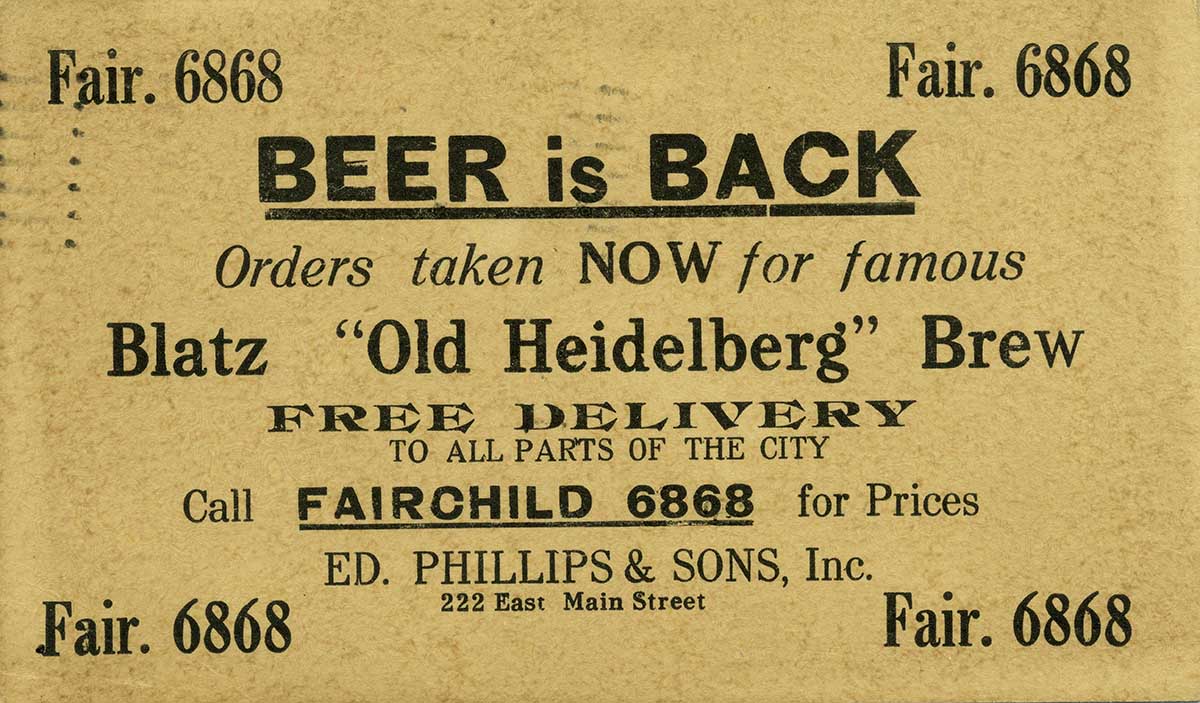 Fair. 6868 Fair. 6868
BEER is BACK
Orders taken NOW for famous
Blatz "Old Heidelberg" Brew
FREE DELIVERY
TO ALL PARTS OF THE CITY
Call FAIRCHILD 6868 for Prices
ED. PHILLIPS & SONS, Inc.
222 East Main Street
Fair. 6868 Fair. 6868